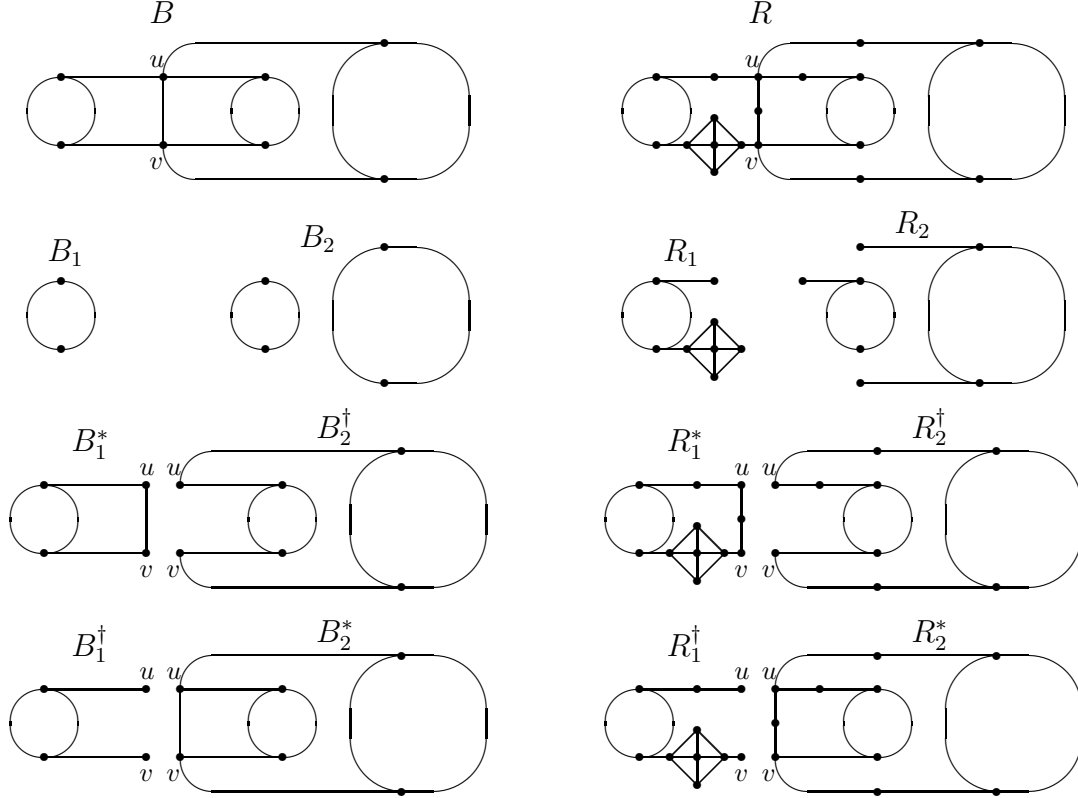 B R
u u
v v
B₁ B₂ R₁ R₂
B₁* B₂† R₁* R₂†
u u u u
v v v v
B₁† B₂* R₁† R₂*
u u u u
v v v v